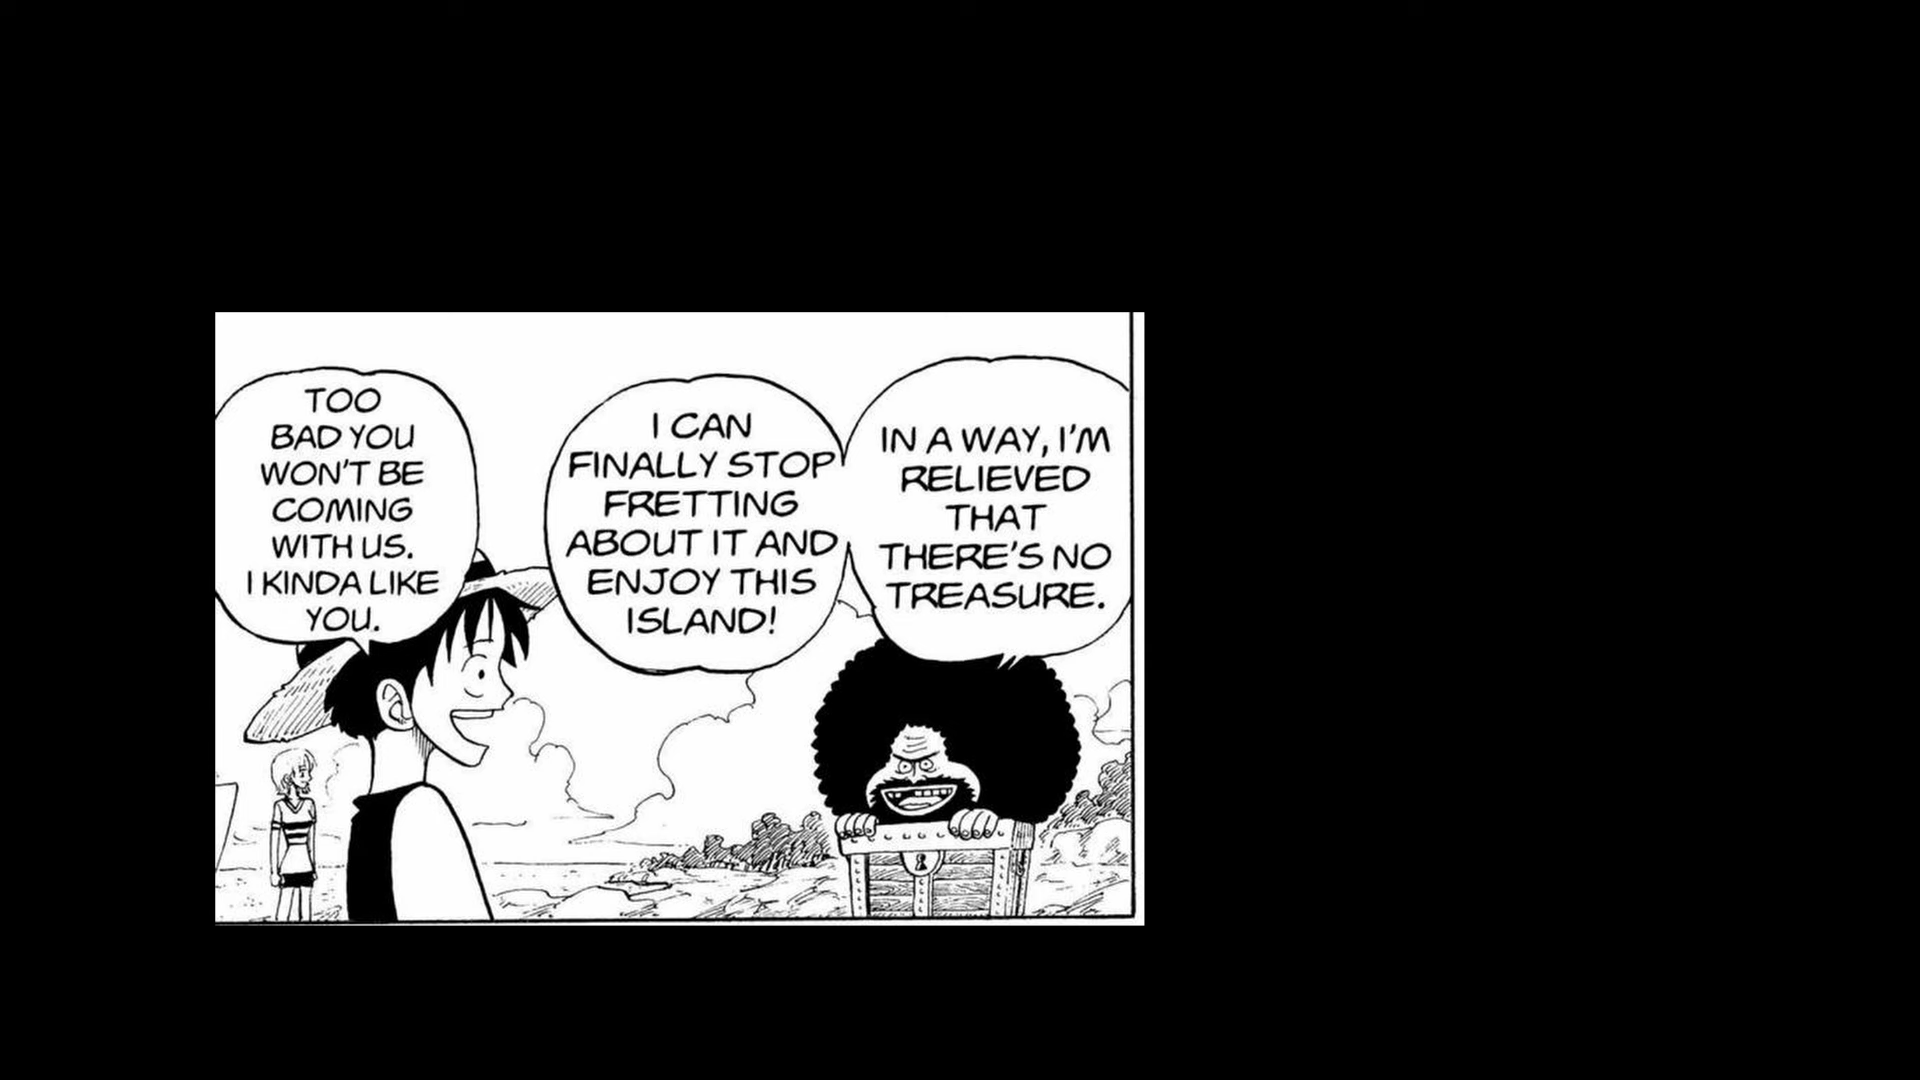 IN A WAY, I'M
RELIEVED
THAT
THERE'S NO
TREASURE.
I CAN
FINALLY STOP
FRETTING
ABOUT IT AND
ENJOY THIS
ISLAND!
TOO
BAD YOU
WON'T BE
COMING
WITH US.
I KINDA LIKE
YOU.